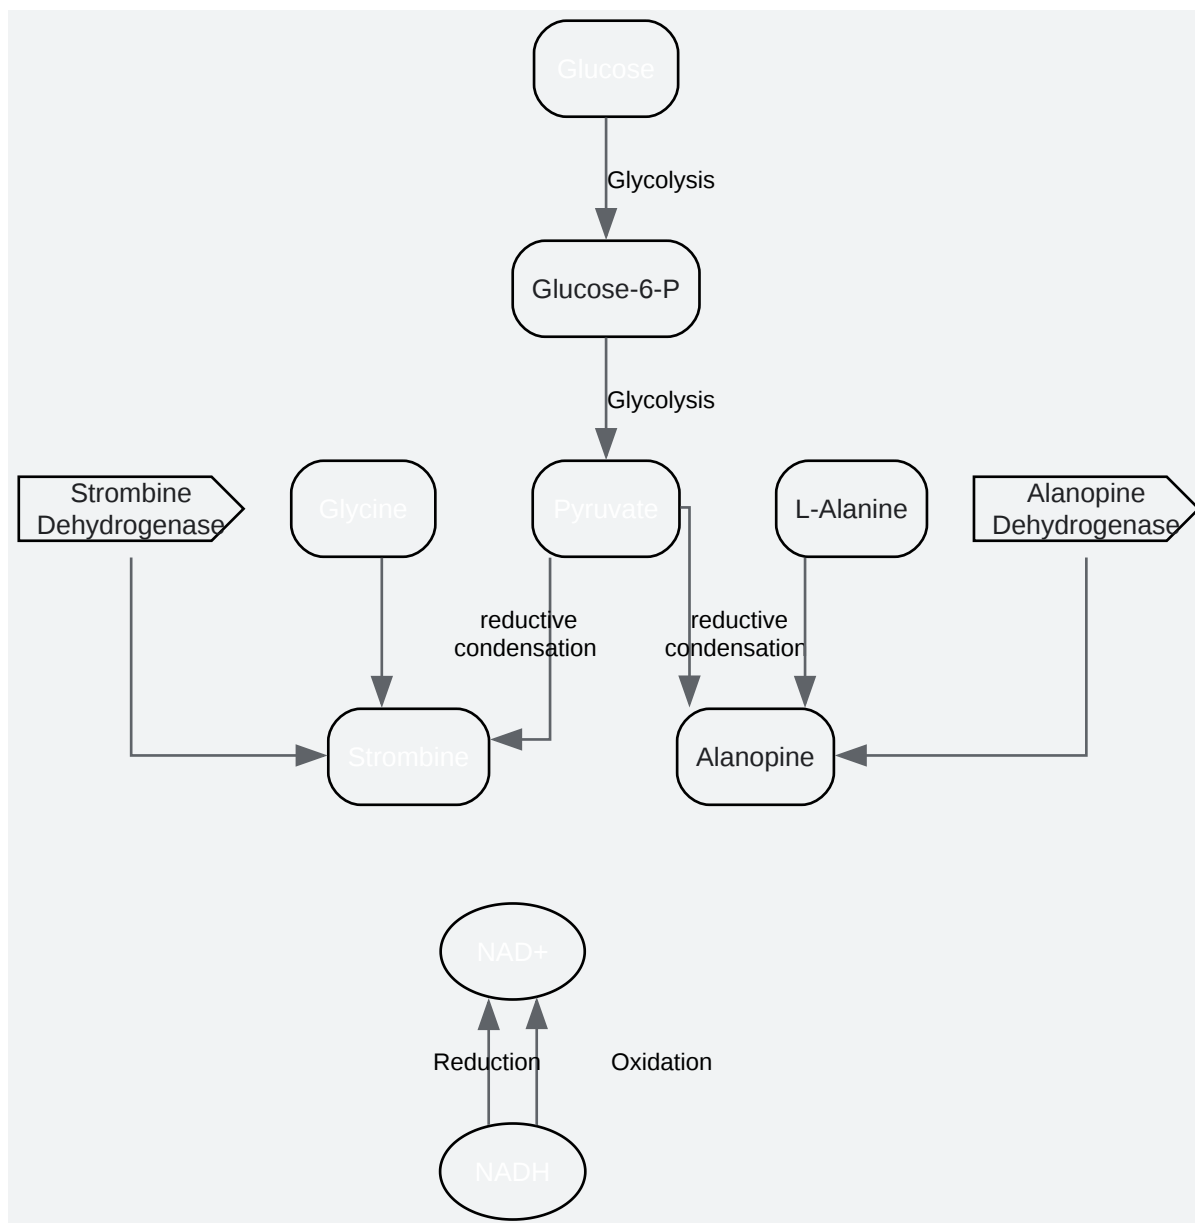 Glucose
Glycolysis
Glucose-6-P
Glycolysis
Strombine
Dehydrogenase
Glycine
Pyruvate
L-Alanine
Alanopine
Dehydrogenase
reductive
condensation
reductive
condensation
Strombine
Alanopine
NAD+
Reduction
Oxidation
NADH